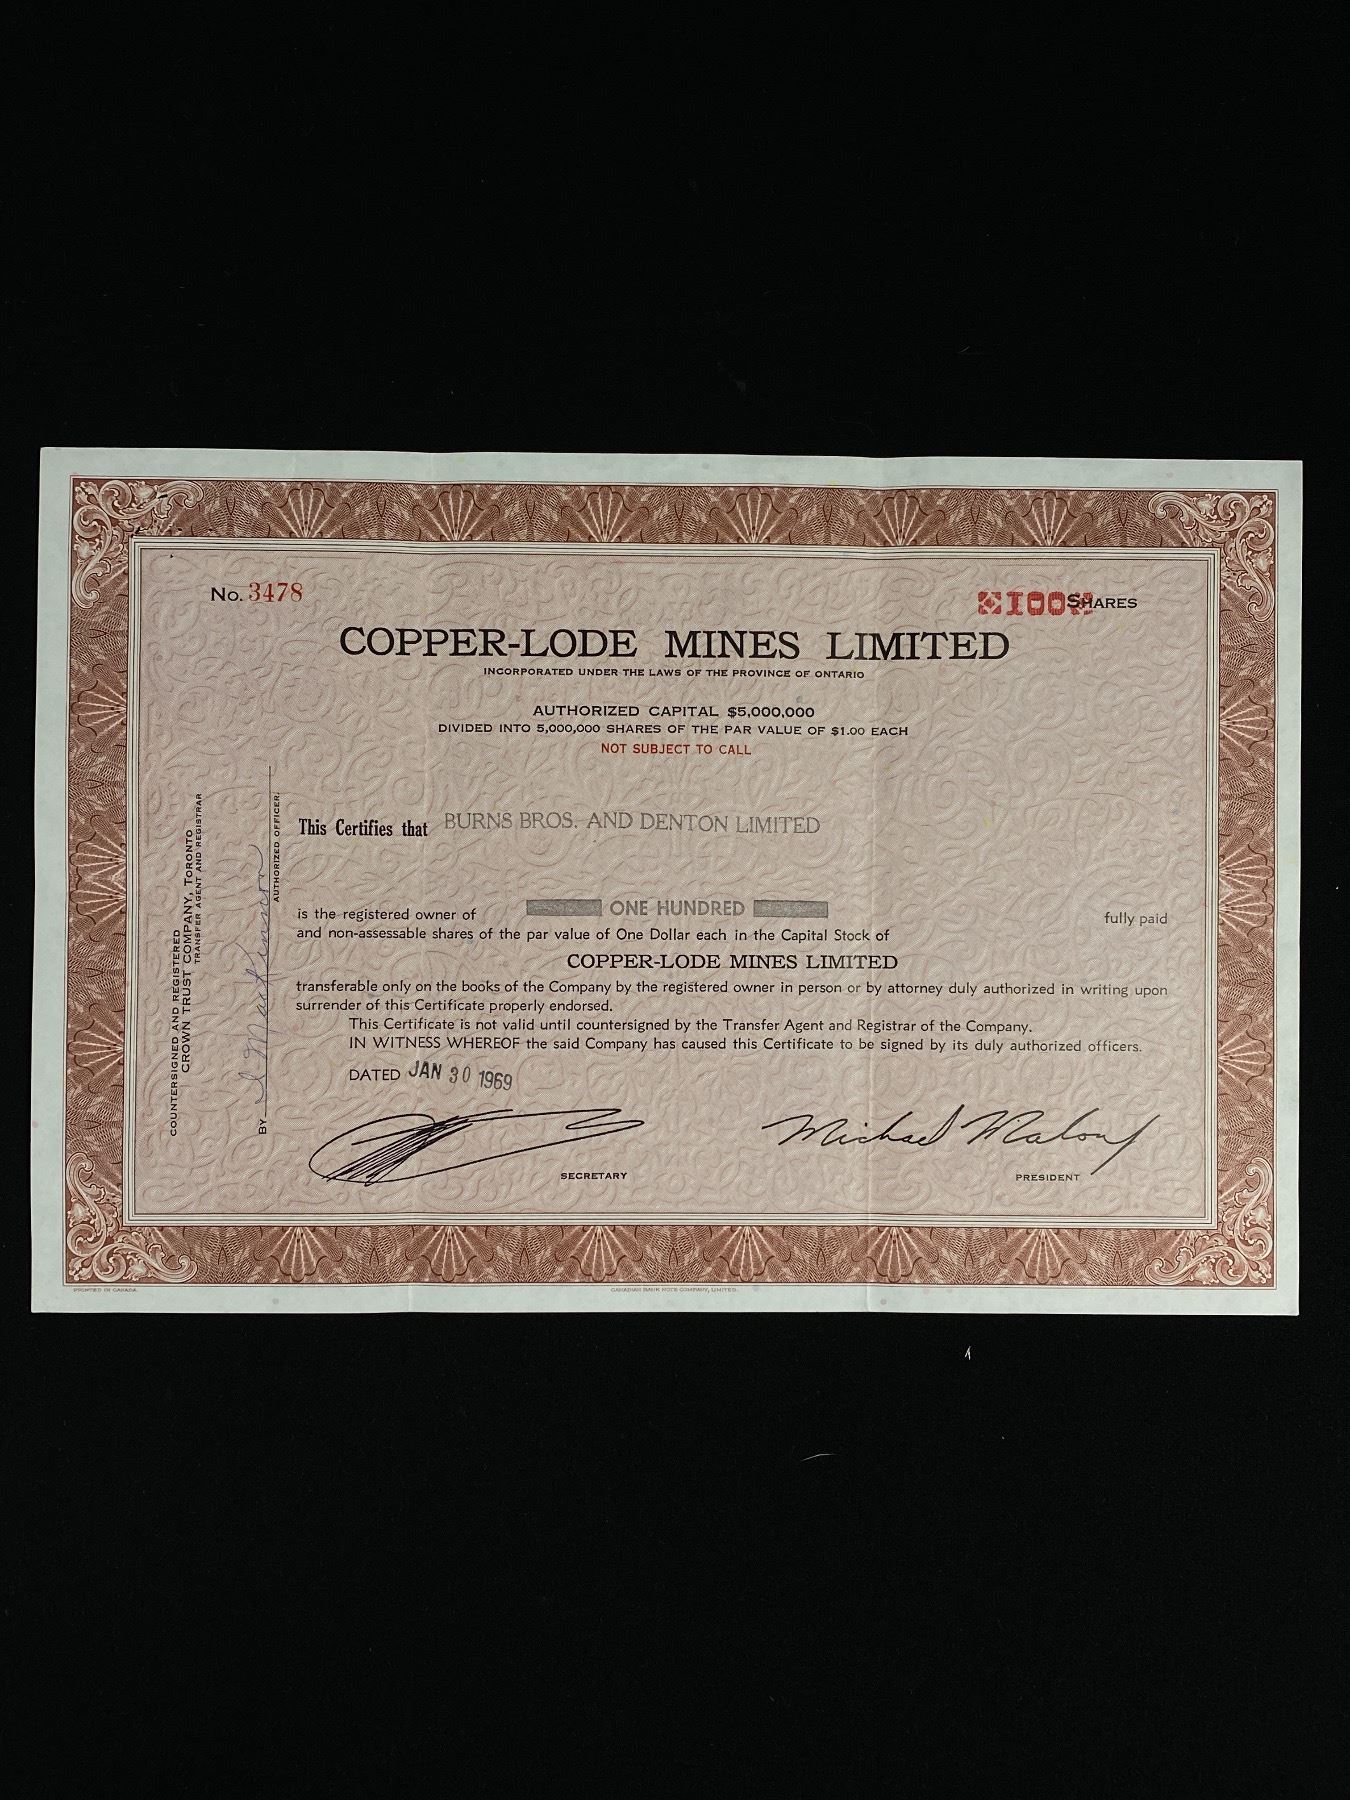 No. 3478
100 SHARES
COPPER-LODE MINES LIMITED
INCORPORATED UNDER THE LAWS OF THE PROVINCE OF ONTARIO
AUTHORIZED CAPITAL $5,000,000
DIVIDED INTO 5,000,000 SHARES OF THE PAR VALUE OF $1.00 EACH
NOT SUBJECT TO CALL
This Certifies that BURNS BROS. AND DENTON LIMITED
is the registered owner of ONE HUNDRED fully paid
and non-assessable shares of the par value of One Dollar each in the Capital Stock of
COPPER-LODE MINES LIMITED
transferable only on the books of the Company by the registered owner in person or by attorney duly authorized in writing upon
surrender of this Certificate properly endorsed.
This Certificate is not valid until countersigned by the Transfer Agent and Registrar of the Company.
IN WITNESS WHEREOF the said Company has caused this Certificate to be signed by its duly authorized officers.
DATED JAN 30 1969
SECRETARY
Michael
PRESIDENT
COUNTERSIGNED AND REGISTERED
CROWN TRUST COMPANY, TORONTO
TRANSFER AGENT AND REGISTRAR
BY
AUTHORIZED OFFICER.
PRINTED IN CANADA.
CANADIAN BANK NOTE COMPANY, LIMITED.